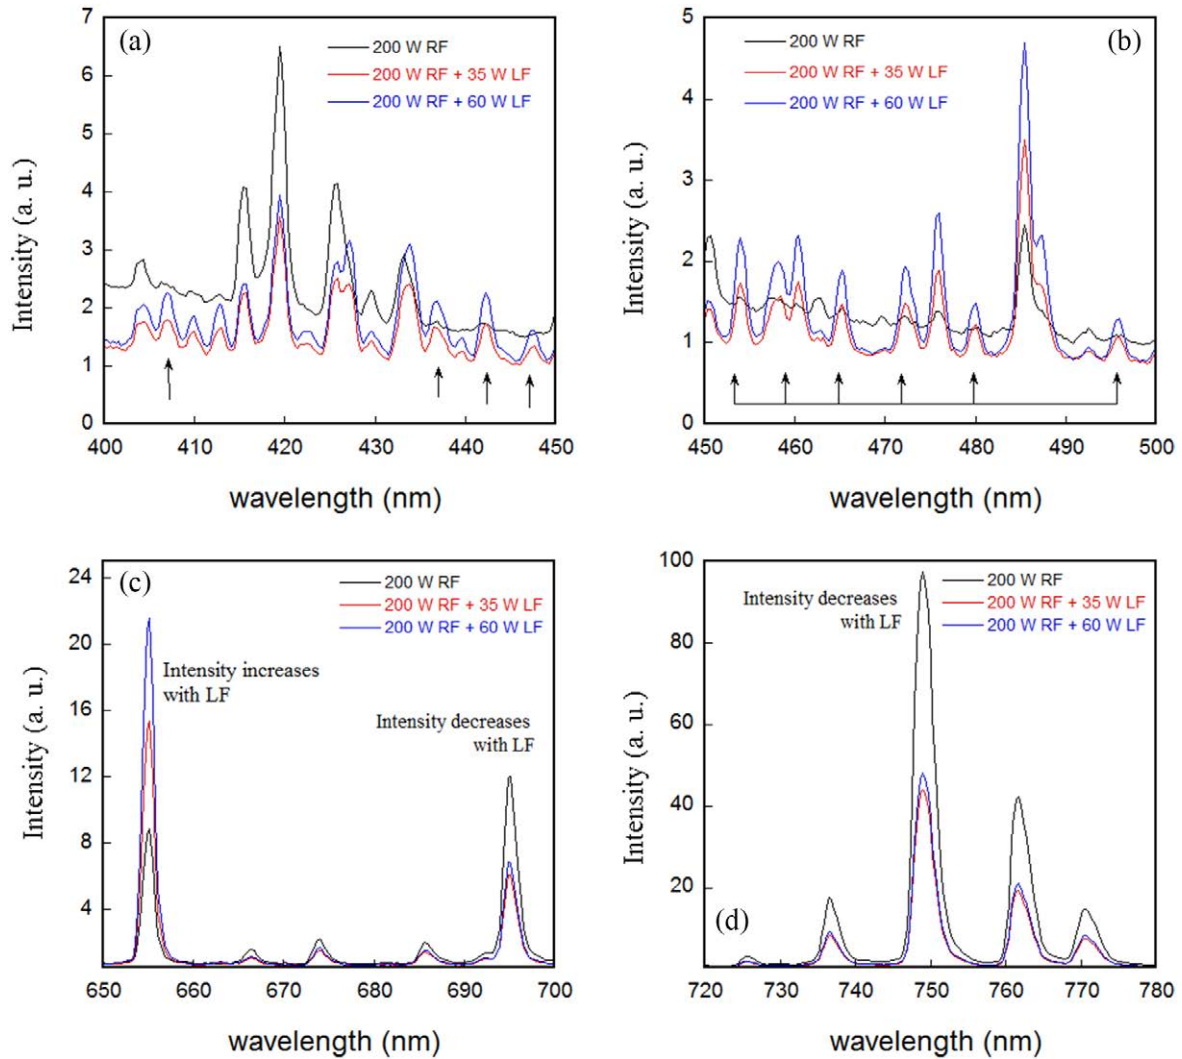 (a)
200 W RF
200 W RF + 35 W LF
200 W RF + 60 W LF
7
6
5
4
3
2
1
0
400 410 420 430 440 450
Intensity (a. u.)
wavelength (nm)
(b)
200 W RF
200 W RF + 35 W LF
200 W RF + 60 W LF
5
4
3
2
1
0
450 460 470 480 490 500
Intensity (a. u.)
wavelength (nm)
(c)
200 W RF
200 W RF + 35 W LF
200 W RF + 60 W LF
Intensity increases
with LF
Intensity decreases
with LF
24
20
16
12
8
4
650 660 670 680 690 700
Intensity (a. u.)
wavelength (nm)
200 W RF
200 W RF + 35 W LF
200 W RF + 60 W LF
Intensity decreases
with LF
(d)
100
80
60
40
20
720 730 740 750 760 770 780
Intensity (a. u.)
wavelength (nm)